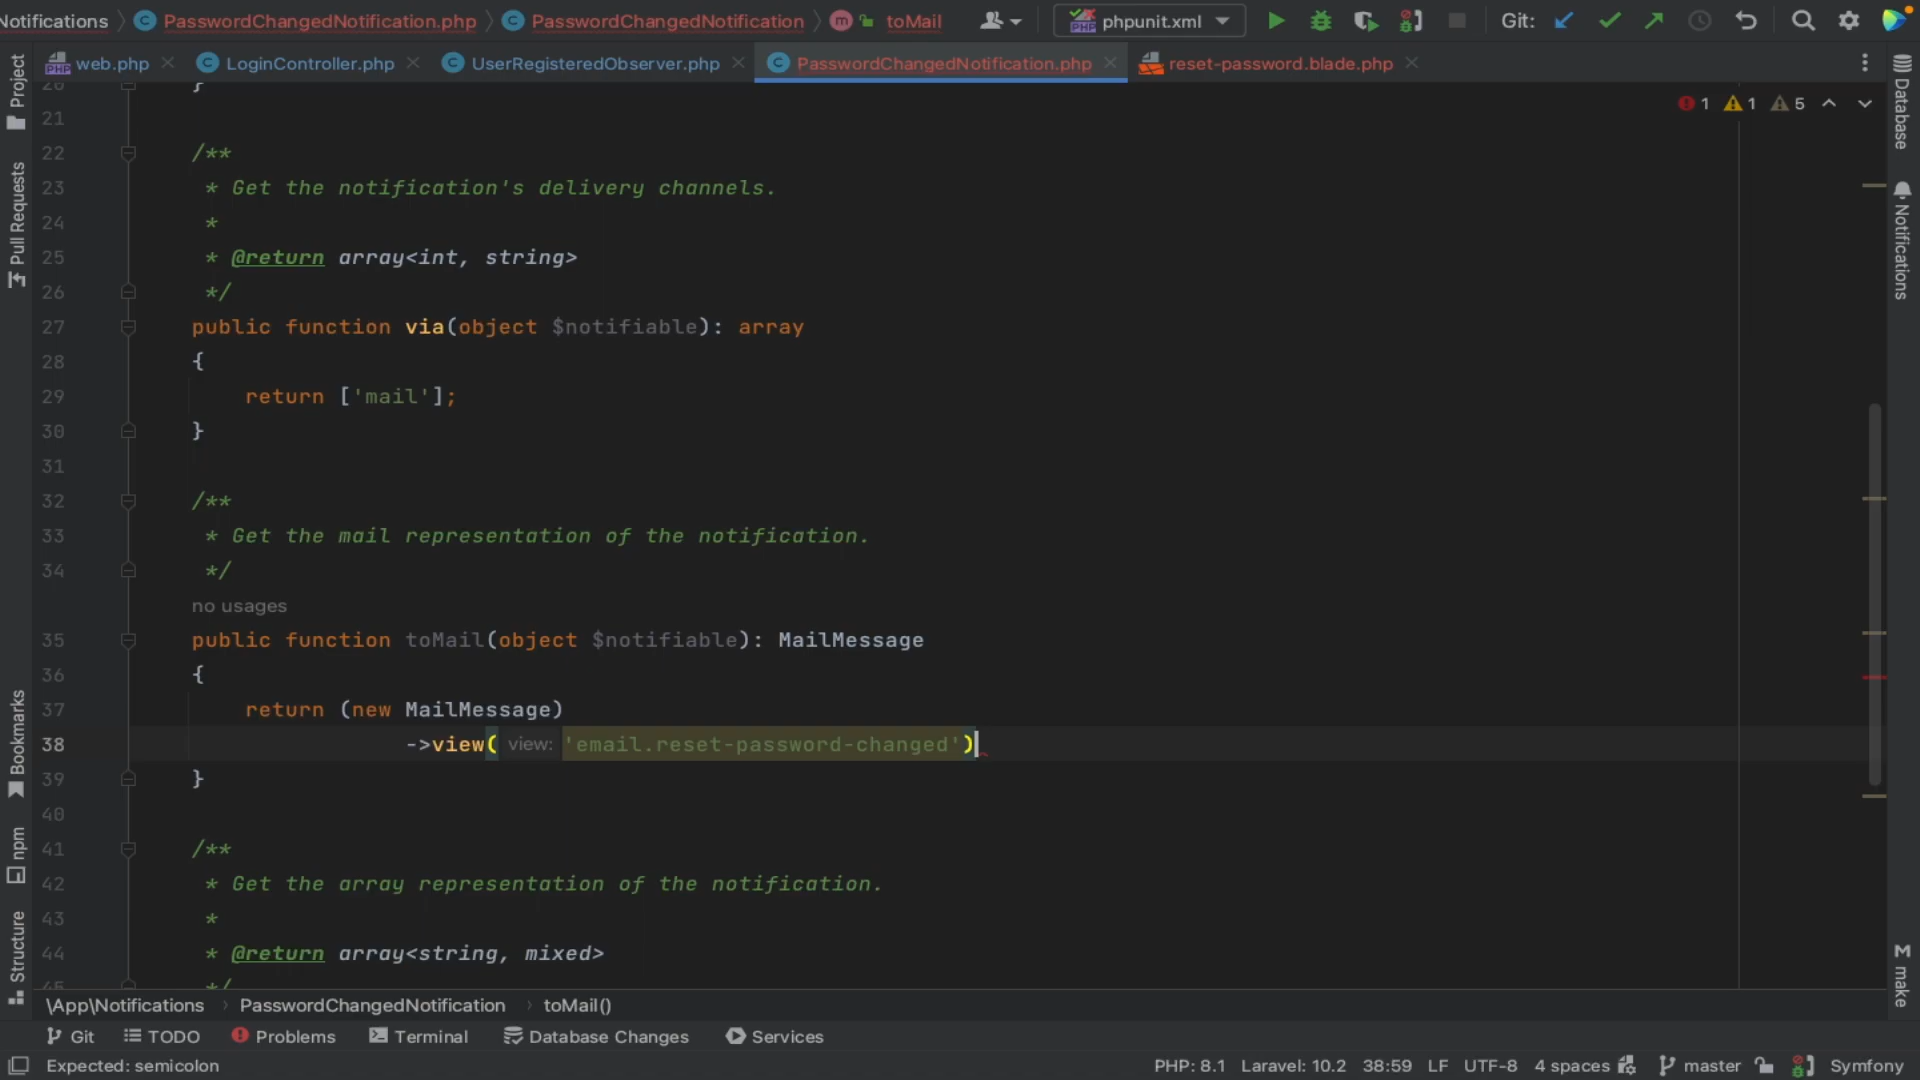 Notifications PasswordChangedNotification.php PasswordChangedNotification m toMail phpunit.xml Git:
web.php LoginController.php UserRegisteredObserver.php PasswordChangedNotification.php reset-password.blade.php
20 }
1 1 5
21
22 /**
23 * Get the notification's delivery channels.
24 *
25 * @return array<int, string>
26 */
27 public function via(object $notifiable): array
28 {
29 return ['mail'];
30 }
31
32 /**
33 * Get the mail representation of the notification.
34 */
no usages
35 public function toMail(object $notifiable): MailMessage
36 {
37 return (new MailMessage)
38 ->view( view: 'email.reset-password-changed')
39 }
40
41 /**
42 * Get the array representation of the notification.
43 *
44 * @return array<string, mixed>
45 */
\App\Notifications PasswordChangedNotification toMail()
Git TODO Problems Terminal Database Changes Services
Expected: semicolon PHP: 8.1 Laravel: 10.2 38:59 LF UTF-8 4 spaces master Symfony
Project
Pull Requests
Bookmarks
npm
Structure
Database
Notifications
M make